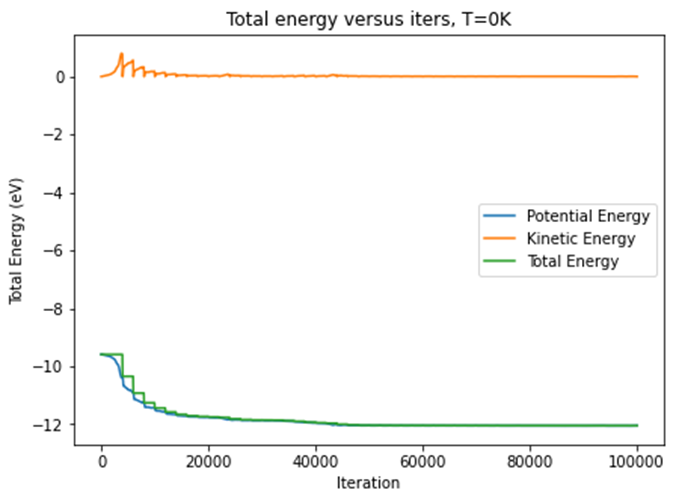 Total energy versus iters, T=0K
Total Energy (eV)
0
−2
−4
−6
−8
−10
−12
Potential Energy
Kinetic Energy
Total Energy
0
20000
40000
60000
80000
100000
Iteration